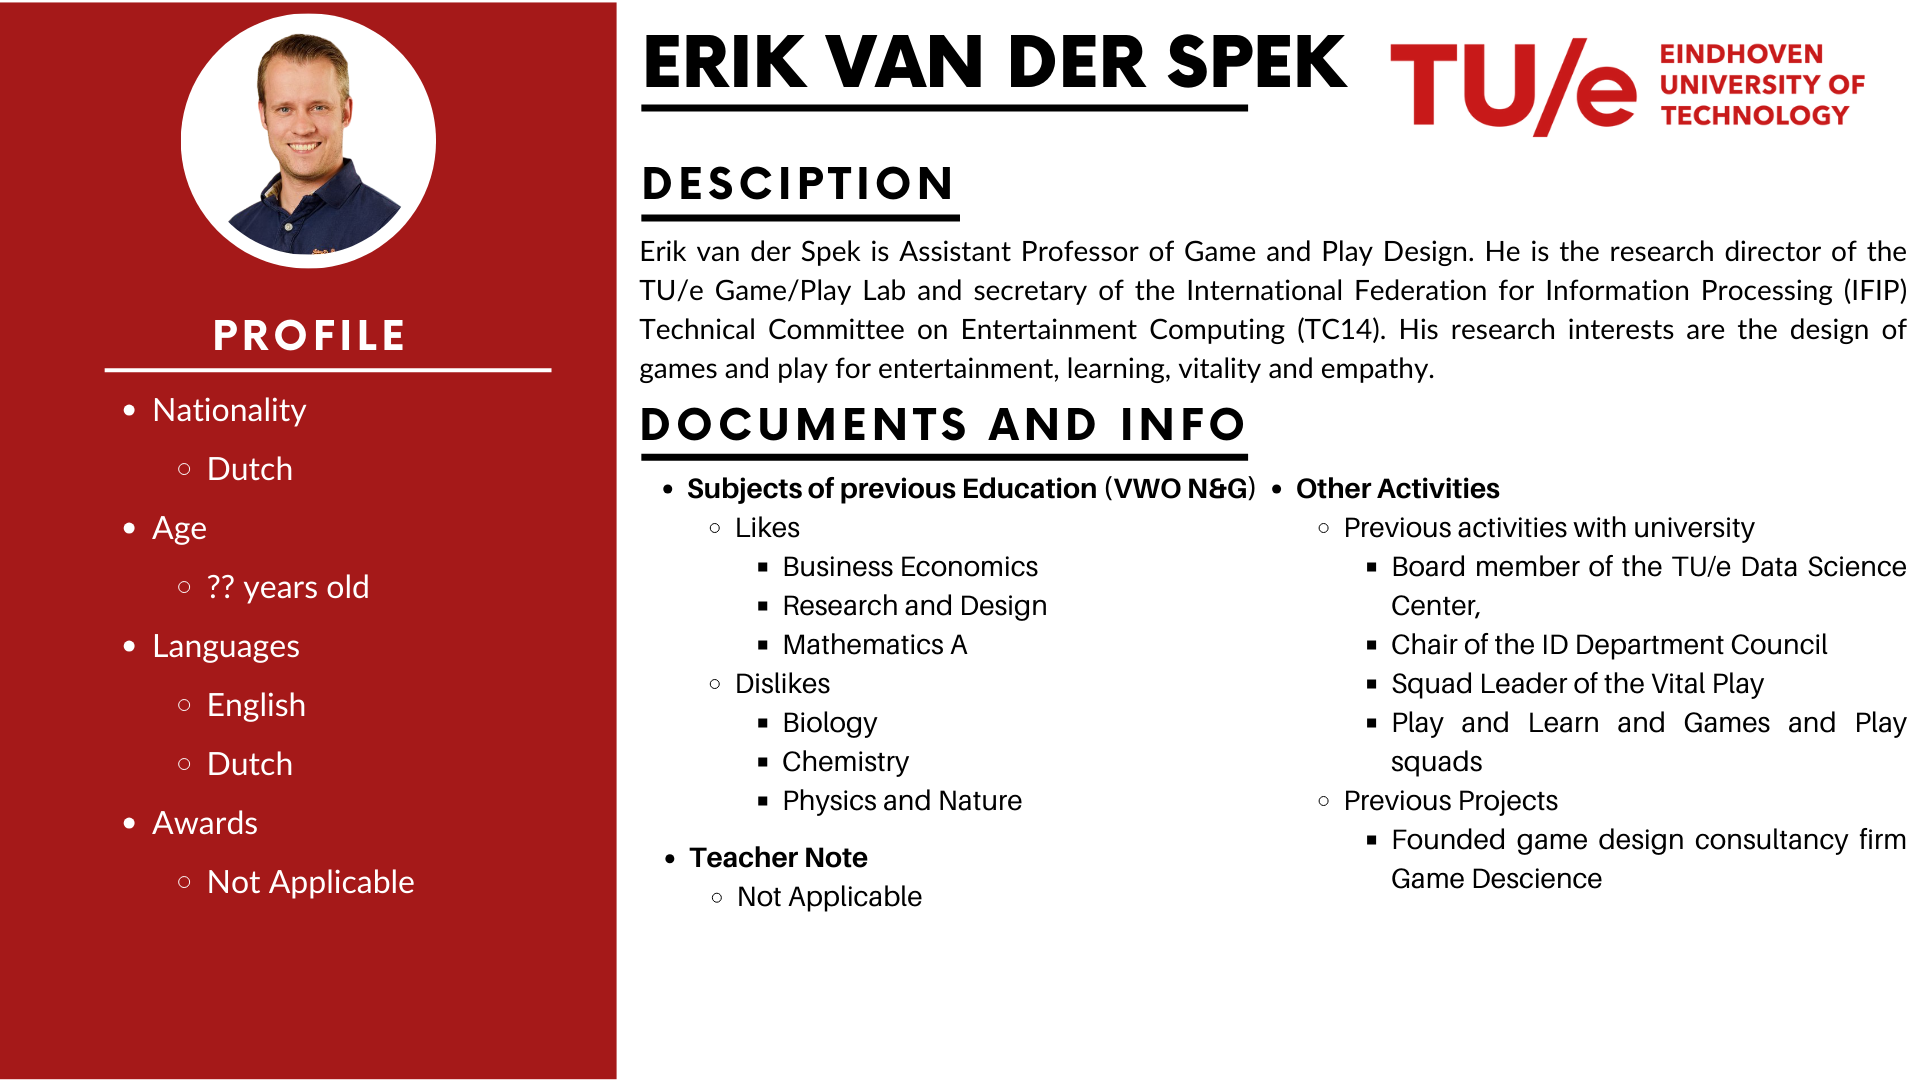 PROFILE
Nationality
Dutch
Age
?? years old
Languages
English
Dutch
Awards
Not Applicable
ERIK VAN DER SPEK
TU/e
EINDHOVEN
UNIVERSITY OF
TECHNOLOGY
DESCIPTION
Erik van der Spek is Assistant Professor of Game and Play Design. He is the research director of the
TU/e Game/Play Lab and secretary of the International Federation for Information Processing (IFIP)
Technical Committee on Entertainment Computing (TC14). His research interests are the design of
games and play for entertainment, learning, vitality and empathy.
DOCUMENTS AND INFO
Subjects of previous Education (VWO N&G)
Likes
Business Economics
Research and Design
Mathematics A
Dislikes
Biology
Chemistry
Physics and Nature
Teacher Note
Not Applicable
Other Activities
Previous activities with university
Board member of the TU/e Data Science
Center,
Chair of the ID Department Council
Squad Leader of the Vital Play
Play and Learn and Games and Play
squads
Previous Projects
Founded game design consultancy firm
Game Descience